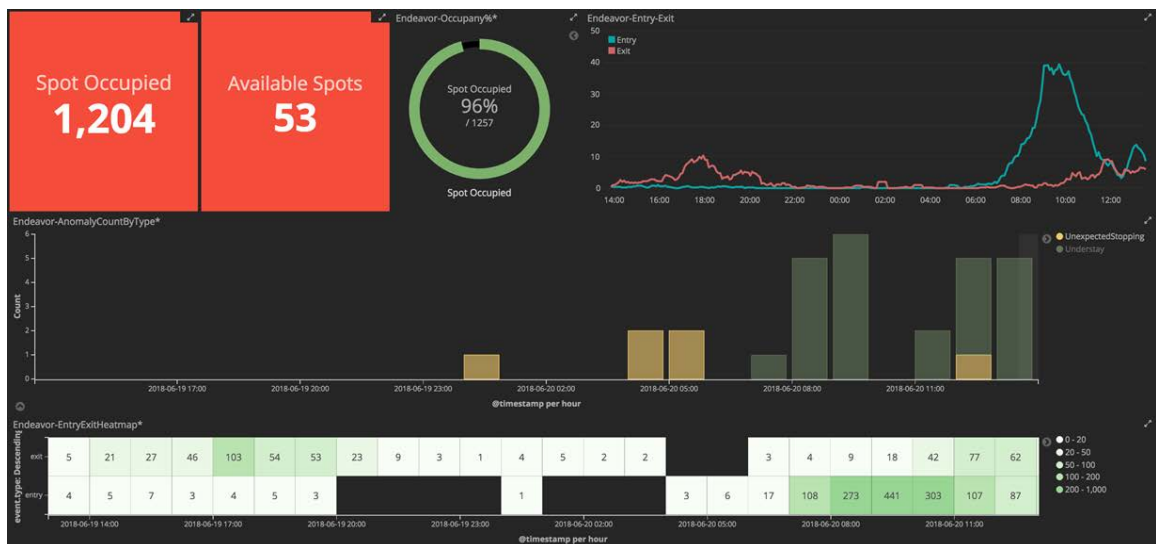 Spot Occupied
1,204
Available Spots
53
Endeavor-Occupany%*
Spot Occupied
96%
/ 1257
Spot Occupied
Endeavor-Entry-Exit
Entry
Exit
50
40
30
20
10
0
14:00 16:00 18:00 20:00 22:00 00:00 02:00 04:00 06:00 08:00 10:00 12:00
Endeavor-AnomalyCountByType*
UnexpectedStopping
Understay
Count
6
5
4
3
2
1
0
2018-06-19 17:00 2018-06-19 20:00 2018-06-19 23:00 2018-06-20 02:00 2018-06-20 05:00 2018-06-20 08:00 2018-06-20 11:00
@timestamp per hour
Endeavor-EntryExitHeatmap*
event.type: Descending
exit 5 21 27 46 103 54 53 23 9 3 1 4 5 2 2 3 4 9 18 42 77 62
entry 4 5 7 3 4 5 3 1 3 6 17 108 273 441 303 107 87
2018-06-19 14:00 2018-06-19 17:00 2018-06-19 20:00 2018-06-19 23:00 2018-06-20 02:00 2018-06-20 05:00 2018-06-20 08:00 2018-06-20 11:00
@timestamp per hour
0 - 20
20 - 50
50 - 100
100 - 200
200 - 1,000